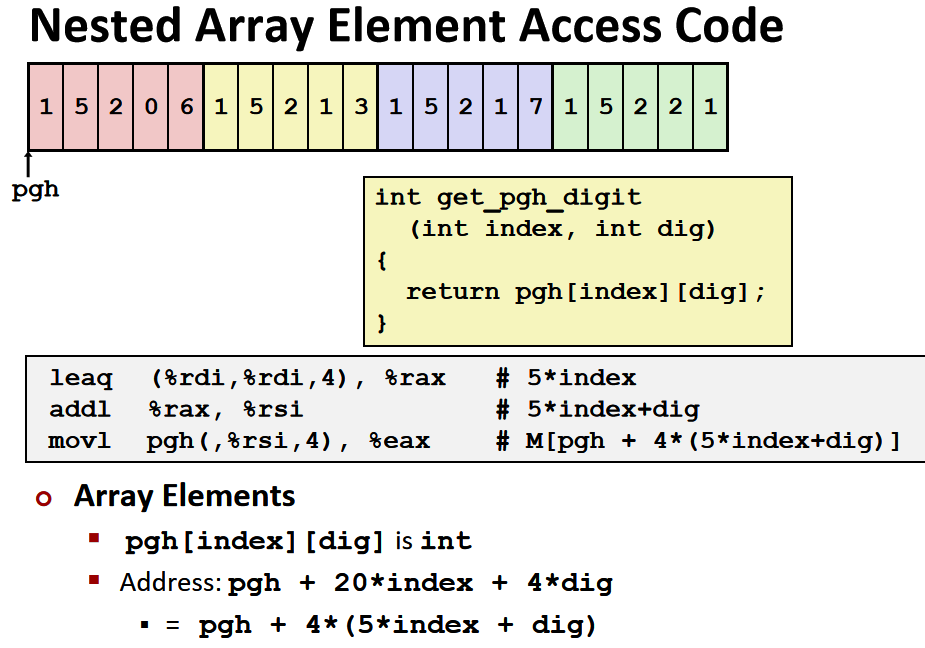 Nested Array Element Access Code
1 5 2 0 6 1 5 2 1 3 1 5 2 1 7 1 5 2 2 1
pgh
int get_pgh_digit
(int index, int dig)
{
return pgh[index][dig];
}
leaq (%rdi,%rdi,4), %rax # 5*index
addl %rax, %rsi # 5*index+dig
movl pgh(,%rsi,4), %eax # M[pgh + 4*(5*index+dig)]
Array Elements
pgh[index][dig] is int
Address: pgh + 20*index + 4*dig
= pgh + 4*(5*index + dig)